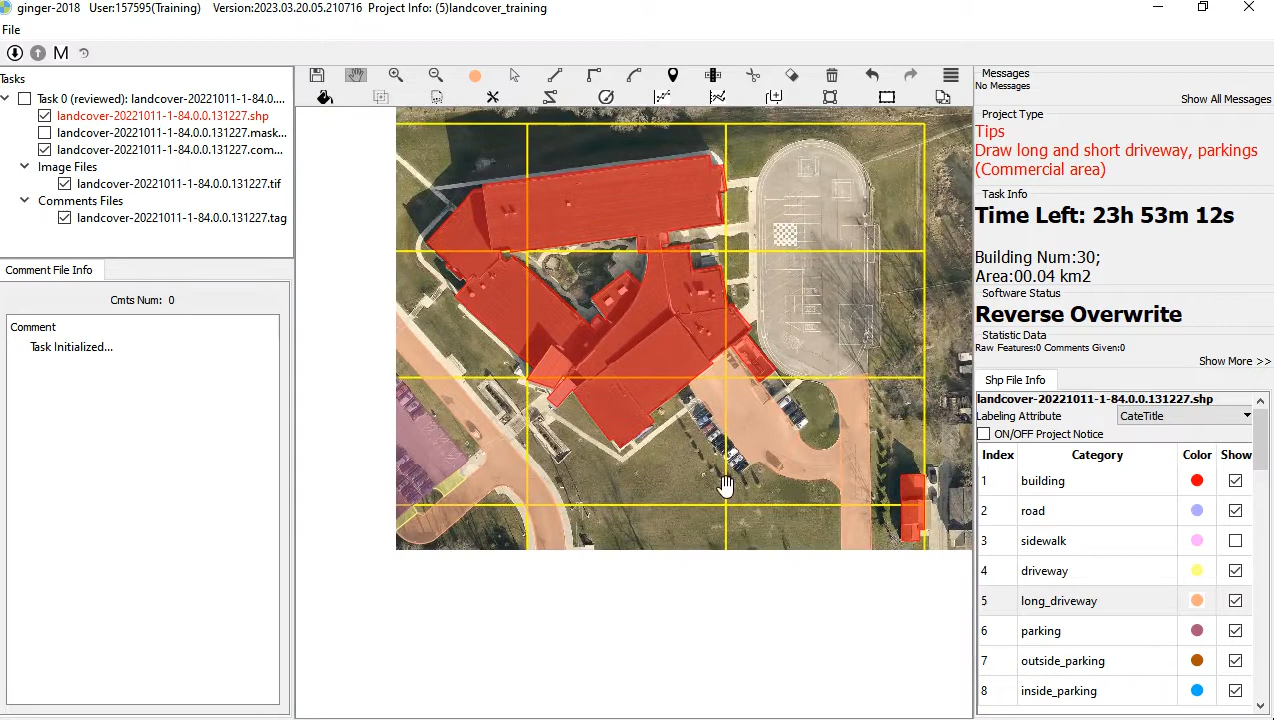 ginger-2018 User:157595(Training) Version:2023.03.20.05.210716 Project Info: (5)landcover_training
File
M
Tasks
Task 0 (reviewed): landcover-20221011-1-84.0....
landcover-20221011-1-84.0.0.131227.shp
landcover-20221011-1-84.0.0.131227.mask...
landcover-20221011-1-84.0.0.131227.com...
Image Files
landcover-20221011-1-84.0.0.131227.tif
Comments Files
landcover-20221011-1-84.0.0.131227.tag
Comment File Info
Cmts Num: 0
Comment
Task Initialized...
Messages
No Messages
Show All Messages
Project Type
Tips
Draw long and short driveway, parkings
(Commercial area)
Task Info
Time Left: 23h 53m 12s
Building Num:30;
Area:00.04 km2
Software Status
Reverse Overwrite
Statistic Data
Raw Features:0 Comments Given:0
Show More >>
Shp File Info
landcover-20221011-1-84.0.0.131227.shp
Labeling Attribute CateTitle
ON/OFF Project Notice
Index Category Color Show
1 building
2 road
3 sidewalk
4 driveway
5 long_driveway
6 parking
7 outside_parking
8 inside_parking